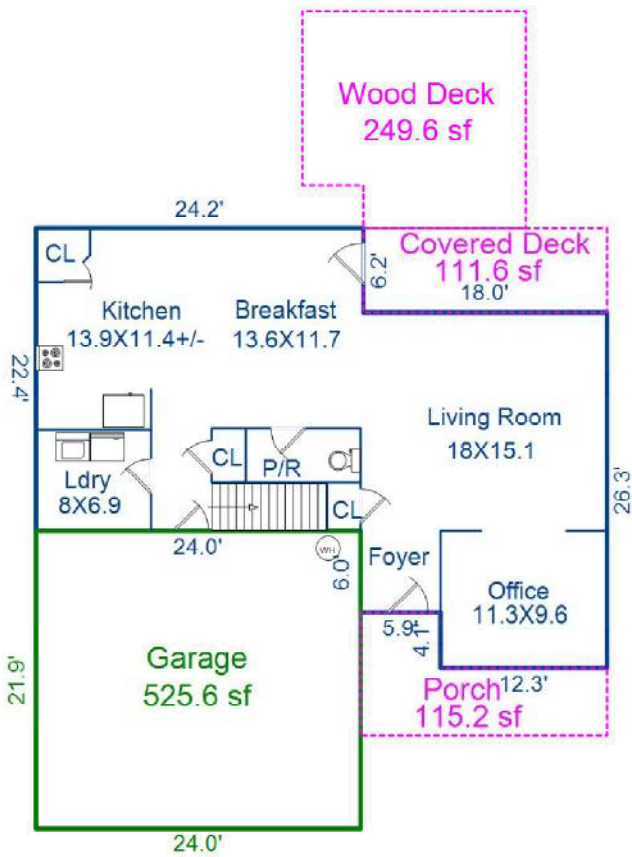 Wood Deck
249.6 sf
24.2'
CL
Covered Deck
111.6 sf
6.2'
18.0'
Kitchen
13.9X11.4+/-
Breakfast
13.6X11.7
22.4'
Living Room
18X15.1
Ldry
8X6.9
CL
P/R
CL
26.3'
24.0'
WH
6.0'
Foyer
Office
11.3X9.6
5.9'
4.1'
Garage
525.6 sf
21.9'
12.3'
Porch
115.2 sf
24.0'